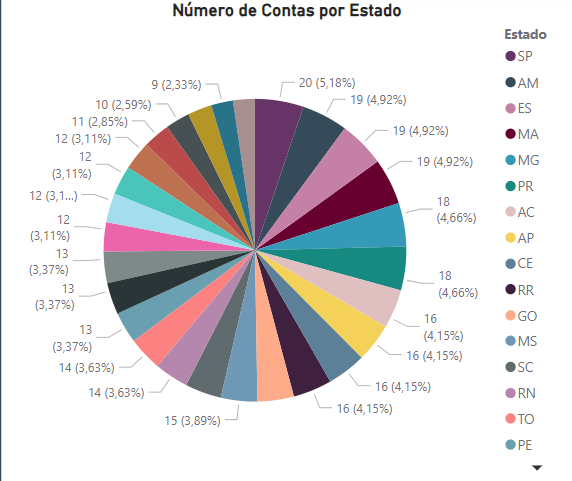 Número de Contas por Estado
Estado
SP
AM
ES
MA
MG
PR
AC
AP
CE
RR
GO
MS
SC
RN
TO
PE
20 (5,18%)
19 (4,92%)
19 (4,92%)
19 (4,92%)
18
(4,66%)
18
(4,66%)
16
(4,15%)
16 (4,15%)
16 (4,15%)
16 (4,15%)
15 (3,89%)
14 (3,63%)
14 (3,63%)
13
(3,37%)
13
(3,37%)
13
(3,37%)
12
(3,11%)
12 (3,1...)
12
(3,11%)
12 (3,11%)
11 (2,85%)
10 (2,59%)
9 (2,33%)